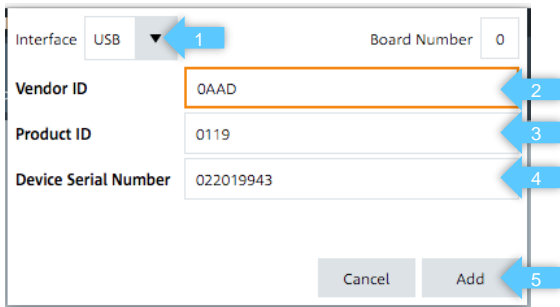 Interface USB 1 Board Number 0
Vendor ID 0AAD 2
Product ID 0119 3
Device Serial Number 022019943 4
Cancel Add 5